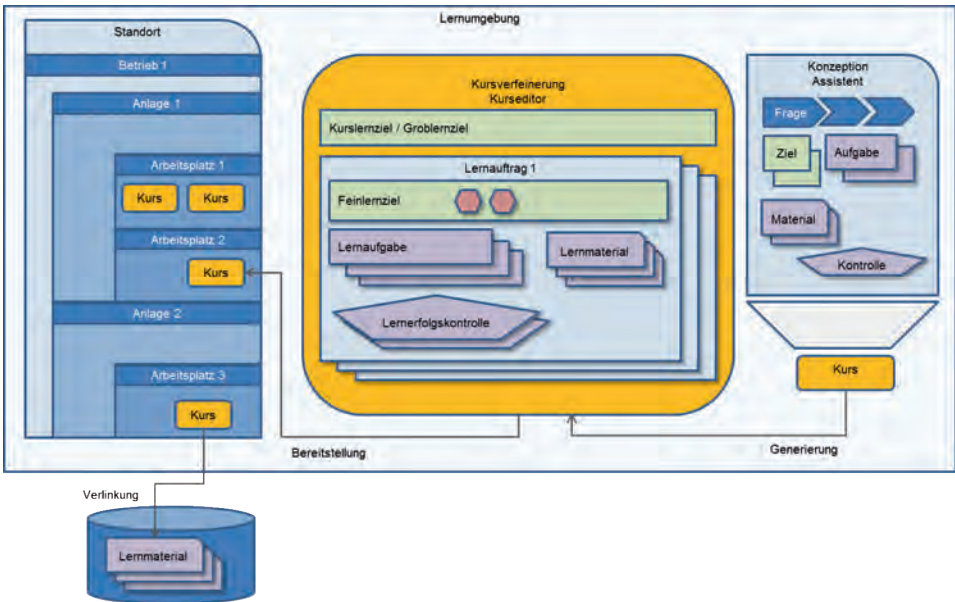 Lernumgebung
Standort
Betrieb 1
Anlage 1
Arbeitsplatz 1
Kurs
Kurs
Arbeitsplatz 2
Kurs
Anlage 2
Arbeitsplatz 3
Kurs
Kursverfeinerung
Kurseditor
Kurslernziel / Groblernziel
Lernauftrag 1
Feinlernziel
Lernaufgabe
Lernmaterial
Lernerfolgskontrolle
Konzeption
Assistent
Frage
Ziel
Aufgabe
Material
Kontrolle
Kurs
Bereitstellung
Generierung
Verlinkung
Lernmaterial